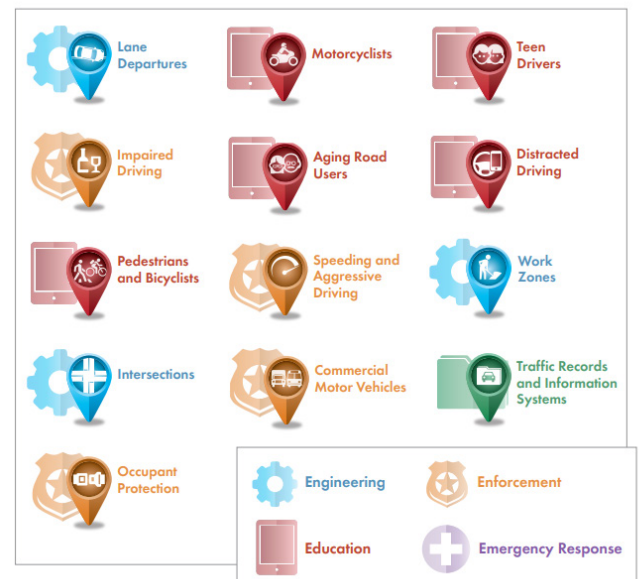 Lane
Departures
Motorcyclists
Teen
Drivers
Impaired
Driving
Aging Road
Users
Distracted
Driving
Pedestrians
and Bicyclists
Speeding and
Aggressive
Driving
Work
Zones
Intersections
Commercial
Motor Vehicles
Traffic Records
and Information
Systems
Occupant
Protection
Engineering
Enforcement
Education
Emergency Response